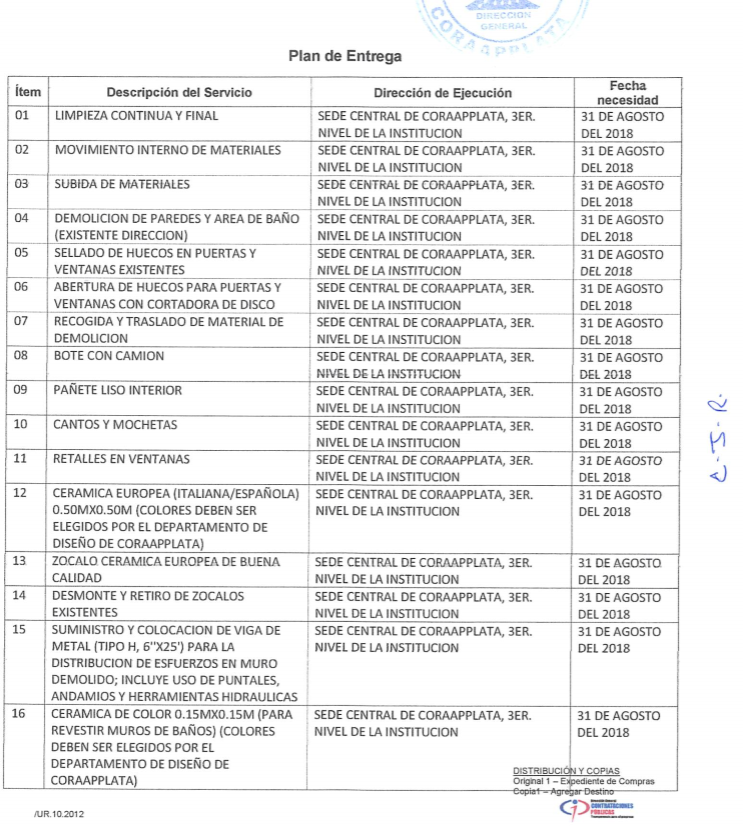 DIRECCION
GENERAL
CORAAPPLATA
Plan de Entrega
Ítem Descripción del Servicio Dirección de Ejecución Fecha
necesidad
01 LIMPIEZA CONTINUA Y FINAL SEDE CENTRAL DE CORAAPPLATA, 3ER. 31 DE AGOSTO
NIVEL DE LA INSTITUCION DEL 2018
02 MOVIMIENTO INTERNO DE MATERIALES SEDE CENTRAL DE CORAAPPLATA, 3ER. 31 DE AGOSTO
NIVEL DE LA INSTITUCION DEL 2018
03 SUBIDA DE MATERIALES SEDE CENTRAL DE CORAAPPLATA, 3ER. 31 DE AGOSTO
NIVEL DE LA INSTITUCION DEL 2018
04 DEMOLICION DE PAREDES Y AREA DE BAÑO SEDE CENTRAL DE CORAAPPLATA, 3ER. 31 DE AGOSTO
(EXISTENTE DIRECCION) NIVEL DE LA INSTITUCION DEL 2018
05 SELLADO DE HUECOS EN PUERTAS Y SEDE CENTRAL DE CORAAPPLATA, 3ER. 31 DE AGOSTO
VENTANAS EXISTENTES NIVEL DE LA INSTITUCION DEL 2018
06 ABERTURA DE HUECOS PARA PUERTAS Y SEDE CENTRAL DE CORAAPPLATA, 3ER. 31 DE AGOSTO
VENTANAS CON CORTADORA DE DISCO NIVEL DE LA INSTITUCION DEL 2018
07 RECOGIDA Y TRASLADO DE MATERIAL DE SEDE CENTRAL DE CORAAPPLATA, 3ER. 31 DE AGOSTO
DEMOLICION NIVEL DE LA INSTITUCION DEL 2018
08 BOTE CON CAMION SEDE CENTRAL DE CORAAPPLATA, 3ER. 31 DE AGOSTO
NIVEL DE LA INSTITUCION DEL 2018
09 PAÑETE LISO INTERIOR SEDE CENTRAL DE CORAAPPLATA, 3ER. 31 DE AGOSTO
NIVEL DE LA INSTITUCION DEL 2018
10 CANTOS Y MOCHETAS SEDE CENTRAL DE CORAAPPLATA, 3ER. 31 DE AGOSTO
NIVEL DE LA INSTITUCION DEL 2018
11 RETALLES EN VENTANAS SEDE CENTRAL DE CORAAPPLATA, 3ER. 31 DE AGOSTO
NIVEL DE LA INSTITUCION DEL 2018
12 CERAMICA EUROPEA (ITALIANA/ESPAÑOLA) SEDE CENTRAL DE CORAAPPLATA, 3ER. 31 DE AGOSTO
0.50MX0.50M (COLORES DEBEN SER NIVEL DE LA INSTITUCION DEL 2018
ELEGIDOS POR EL DEPARTAMENTO DE
DISEÑO DE CORAAPPLATA)
13 ZOCALO CERAMICA EUROPEA DE BUENA SEDE CENTRAL DE CORAAPPLATA, 3ER. 31 DE AGOSTO
CALIDAD NIVEL DE LA INSTITUCION DEL 2018
14 DESMONTE Y RETIRO DE ZOCALOS SEDE CENTRAL DE CORAAPPLATA, 3ER. 31 DE AGOSTO
EXISTENTES NIVEL DE LA INSTITUCION DEL 2018
15 SUMINISTRO Y COLOCACION DE VIGA DE SEDE CENTRAL DE CORAAPPLATA, 3ER. 31 DE AGOSTO
METAL (TIPO H, 6''X25') PARA LA NIVEL DE LA INSTITUCION DEL 2018
DISTRIBUCION DE ESFUERZOS EN MURO
DEMOLIDO; INCLUYE USO DE PUNTALES,
ANDAMIOS Y HERRAMIENTAS HIDRAULICAS
16 CERAMICA DE COLOR 0.15MX0.15M (PARA SEDE CENTRAL DE CORAAPPLATA, 3ER. 31 DE AGOSTO
REVESTIR MUROS DE BAÑOS) (COLORES NIVEL DE LA INSTITUCION DEL 2018
DEBEN SER ELEGIDOS POR EL
DEPARTAMENTO DE DISEÑO DE
CORAAPPLATA)
DISTRIBUCIÓN Y COPIAS
Original 1 – Expediente de Compras
Copia1 – Agregar Destino
CONTRATACIONES
PÚBLICAS
/UR.10.2012